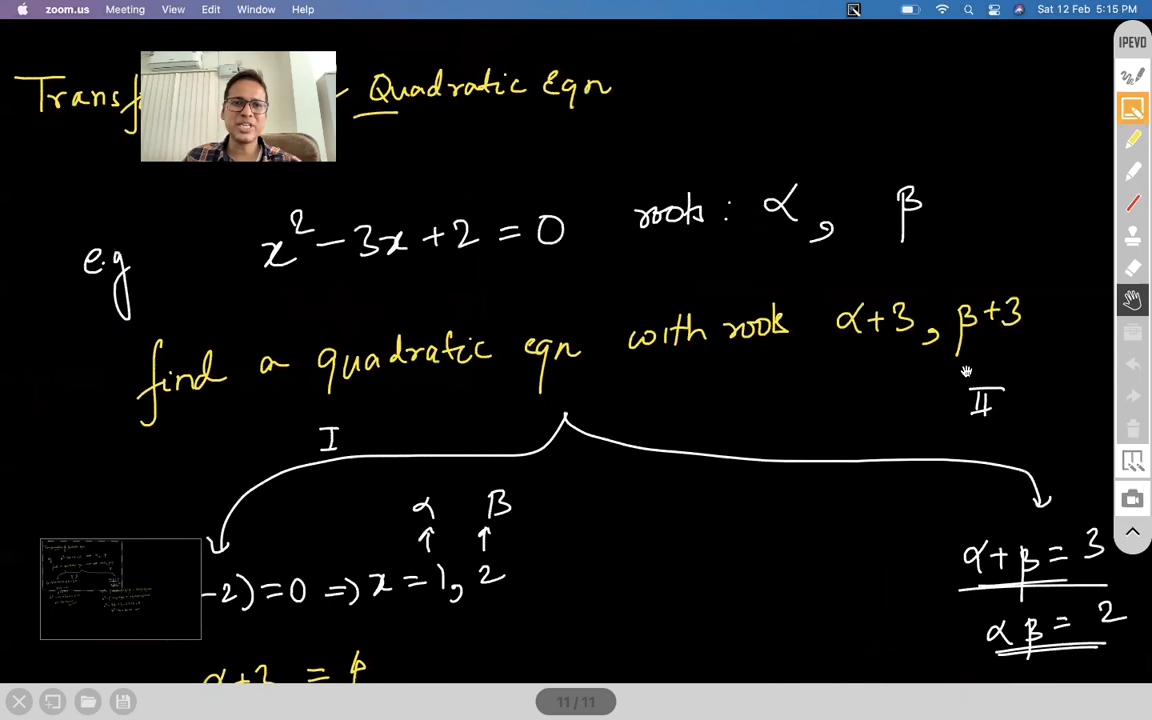 zoom.us Meeting View Edit Window Help Sat 12 Feb 5:15 PM
IPEVO
Quadratic Eqn
e.g x² - 3x + 2 = 0 roots: α, β
find a quadratic eqn with roots α+3, β+3
I
II
α β
-2) = 0 => x = 1, 2
α + β = 3
αβ = 2
α+3 = 4
11/11